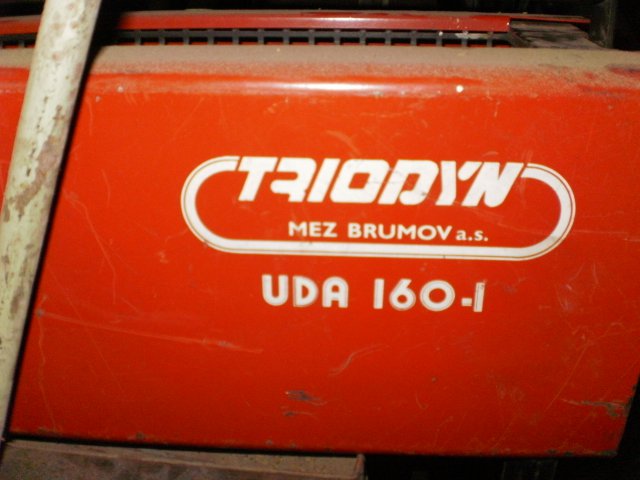 TRIODYN
MEZ BRUMOV a.s.
UDA 160-1